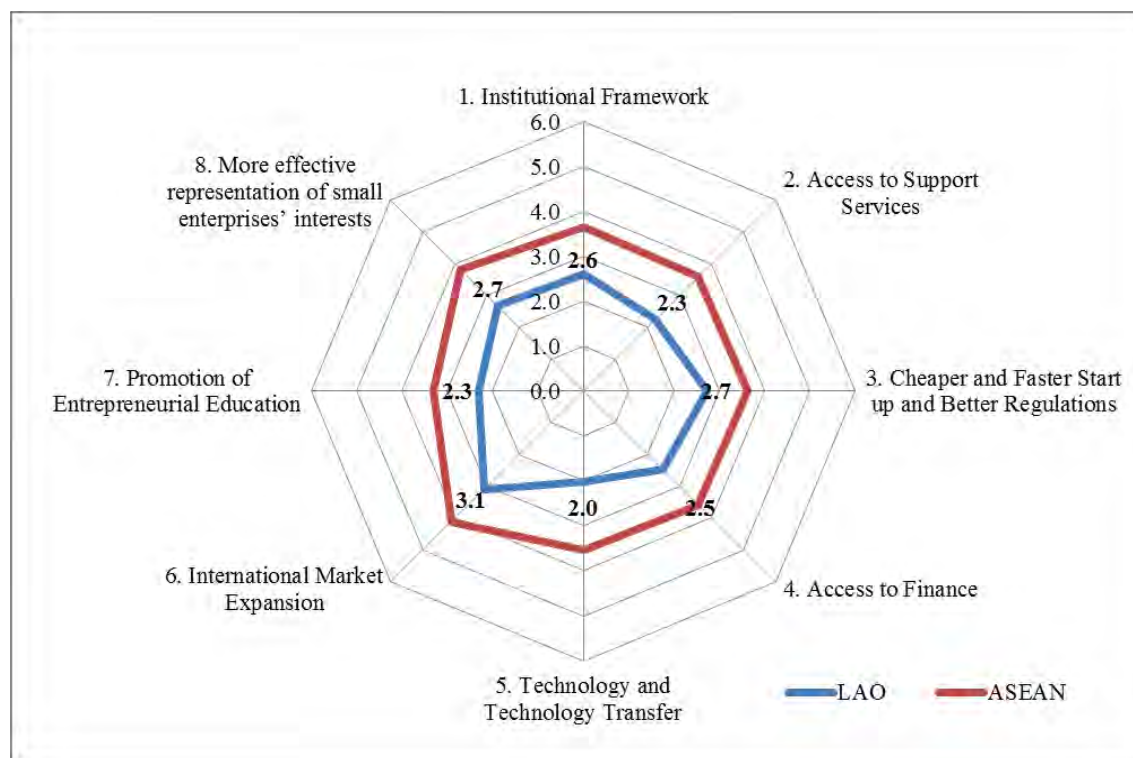 1. Institutional Framework
6.0
5.0
4.0
3.0
2.0
1.0
0.0
8. More effective
representation of small
enterprises’ interests
2. Access to Support
Services
2.6
2.7
2.3
7. Promotion of
Entrepreneurial Education
2.3
2.7
3. Cheaper and Faster Start
up and Better Regulations
3.1
2.0
2.5
6. International Market
Expansion
4. Access to Finance
5. Technology and
Technology Transfer
LAO
ASEAN